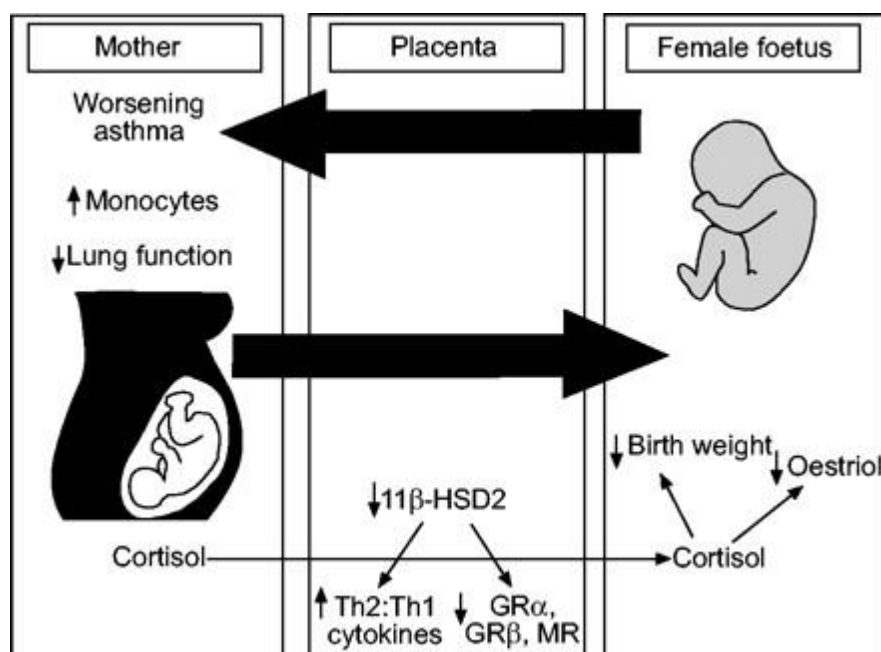 Mother
Worsening
asthma
↑Monocytes
↓Lung function
Cortisol
Placenta
↓11β-HSD2
↑ Th2:Th1
cytokines
↓ GRα,
GRβ, MR
Female foetus
↓Birth weight
↓Oestriol
Cortisol